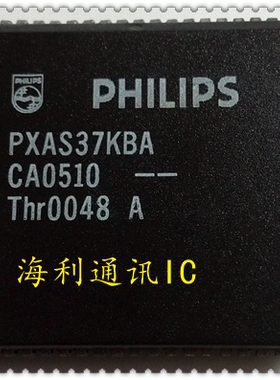 PHILIPS
PXAS37KBA
CA0510 --
Thr0048 A
海利通讯IC